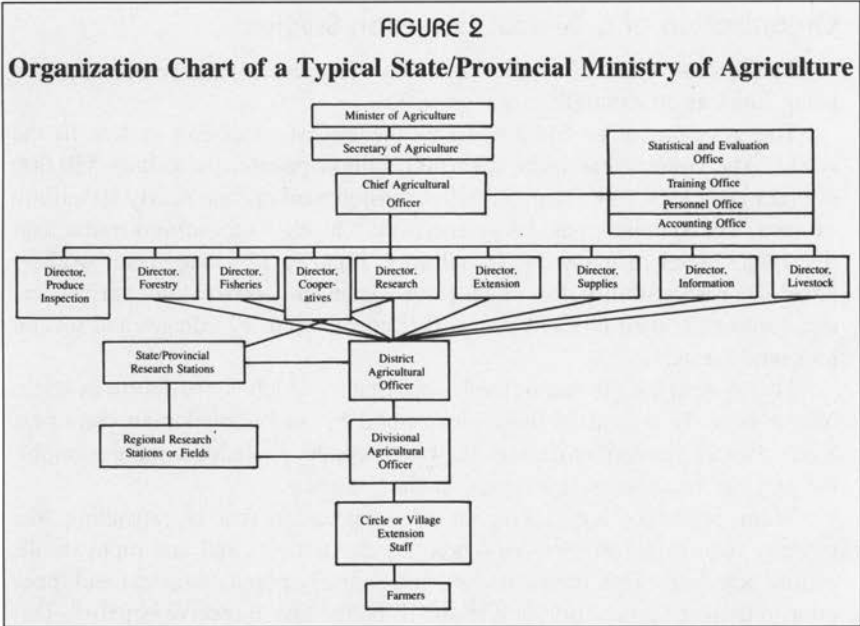 FIGURE 2
Organization Chart of a Typical State/Provincial Ministry of Agriculture
Minister of Agriculture
Secretary of Agriculture
Chief Agricultural
Officer
Statistical and Evaluation
Office
Training Office
Personnel Office
Accounting Office
Director,
Produce
Inspection
Director,
Forestry
Director,
Fisheries
Director,
Cooper-
atives
Director,
Research
Director,
Extension
Director,
Supplies
Director,
Information
Director,
Livestock
State/Provincial
Research Stations
District
Agricultural
Officer
Regional Research
Stations or Fields
Divisional
Agricultural
Officer
Circle or Village
Extension
Staff
Farmers